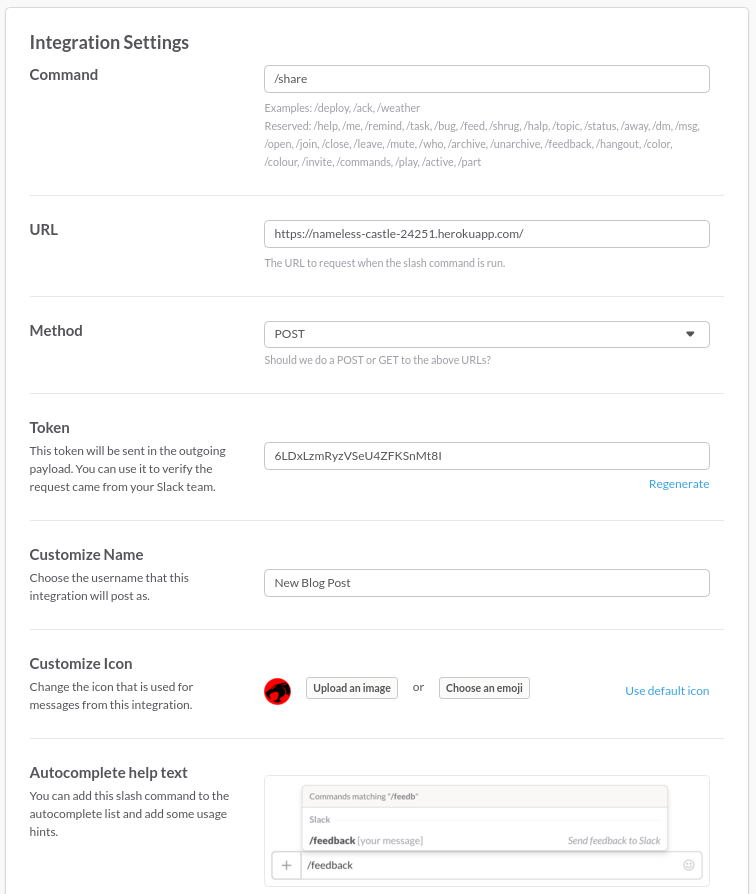 Integration Settings
Command
/share
Examples: /deploy, /ack, /weather
Reserved: /help, /me, /remind, /task, /bug, /feed, /shrug, /halp, /topic, /status, /away, /dm, /msg,
/open, /join, /close, /leave, /mute, /who, /archive, /unarchive, /feedback, /hangout, /color,
/colour, /invite, /commands, /play, /active, /part
URL
https://nameless-castle-24251.herokuapp.com/
The URL to request when the slash command is run.
Method
POST
Should we do a POST or GET to the above URLs?
Token
This token will be sent in the outgoing
payload. You can use it to verify the
request came from your Slack team.
6LDxLzmRyzVSeU4ZFKSnMt8I
Regenerate
Customize Name
Choose the username that this
integration will post as.
New Blog Post
Customize Icon
Change the icon that is used for
messages from this integration.
Upload an image or Choose an emoji
Use default icon
Autocomplete help text
You can add this slash command to the
autocomplete list and add some usage
hints.
Commands matching "/feedb"
Slack
/feedback [your message] Send feedback to Slack
/feedback